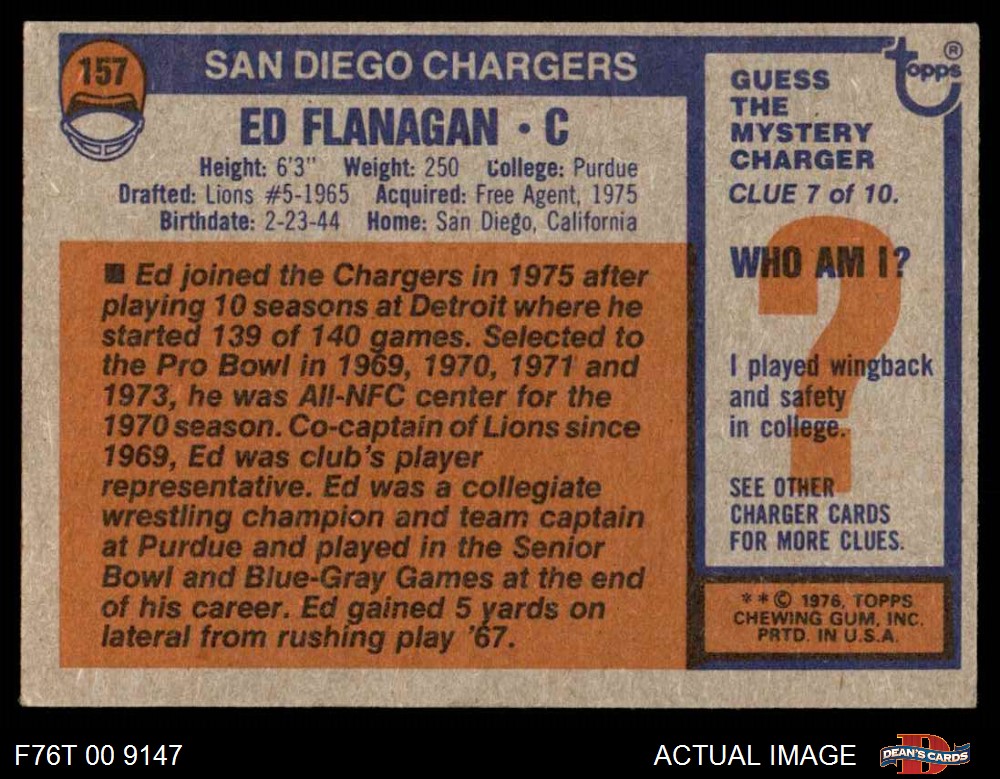 157
SAN DIEGO CHARGERS
ED FLANAGAN • C
Height: 6'3" Weight: 250 College: Purdue
Drafted: Lions #5-1965 Acquired: Free Agent, 1975
Birthdate: 2-23-44 Home: San Diego, California
■ Ed joined the Chargers in 1975 after
playing 10 seasons at Detroit where he
started 139 of 140 games. Selected to
the Pro Bowl in 1969, 1970, 1971 and
1973, he was All-NFC center for the
1970 season. Co-captain of Lions since
1969, Ed was club's player
representative. Ed was a collegiate
wrestling champion and team captain
at Purdue and played in the Senior
Bowl and Blue-Gray Games at the end
of his career. Ed gained 5 yards on
lateral from rushing play '67.
topps ®
GUESS
THE
MYSTERY
CHARGER
CLUE 7 of 10.
WHO AM I?
?
I played wingback
and safety
in college.
SEE OTHER
CHARGER CARDS
FOR MORE CLUES.
**© 1976, TOPPS
CHEWING GUM, INC.
PRTD. IN U.S.A.
F76T 00 9147
ACTUAL IMAGE
DEAN'S CARDS